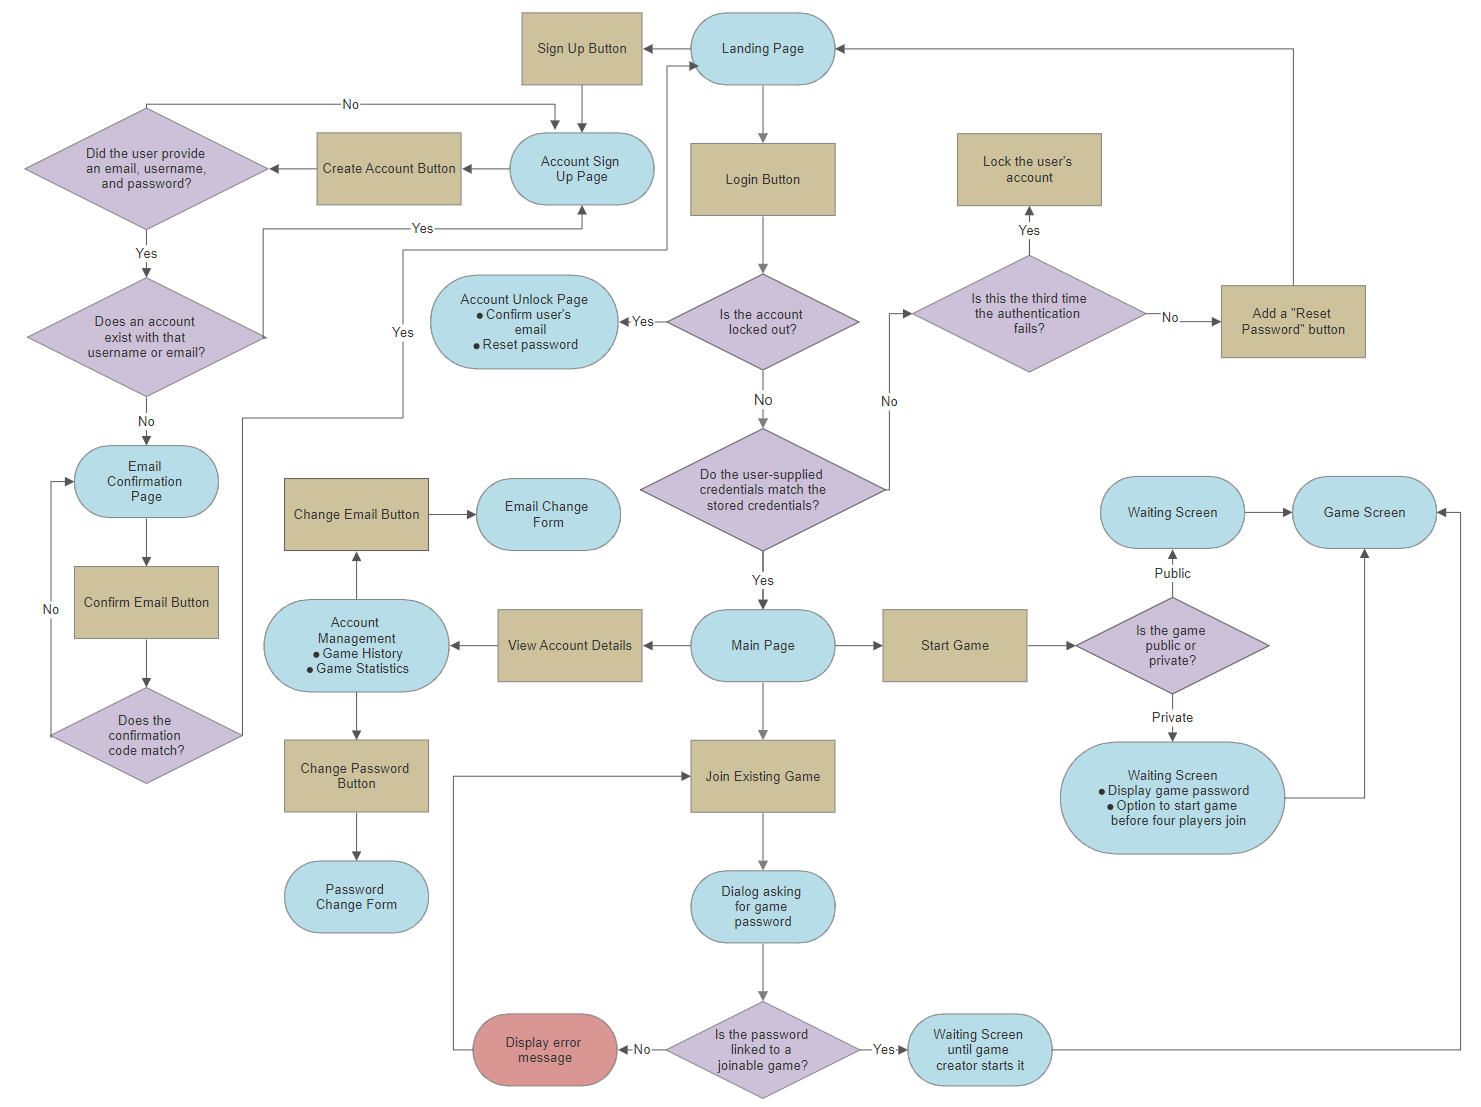 Sign Up Button
Landing Page
No
Did the user provide
an email, username,
and password?
Create Account Button
Account Sign
Up Page
Login Button
Lock the user's
account
Yes
Yes
Yes
Does an account
exist with that
username or email?
Yes
Account Unlock Page
● Confirm user's
email
● Reset password
Yes
Is the account
locked out?
Is this the third time
the authentication
fails?
No
Add a "Reset
Password" button
No
No
No
Email
Confirmation
Page
Change Email Button
Email Change
Form
Do the user-supplied
credentials match the
stored credentials?
Waiting Screen
Game Screen
Yes
Public
No
Confirm Email Button
Account
Management
● Game History
● Game Statistics
View Account Details
Main Page
Start Game
Is the game
public or
private?
Private
Does the
confirmation
code match?
Change Password
Button
Join Existing Game
Waiting Screen
● Display game password
● Option to start game
before four players join
Password
Change Form
Dialog asking
for game
password
Display error
message
No
Is the password
linked to a
joinable game?
Yes
Waiting Screen
until game
creator starts it